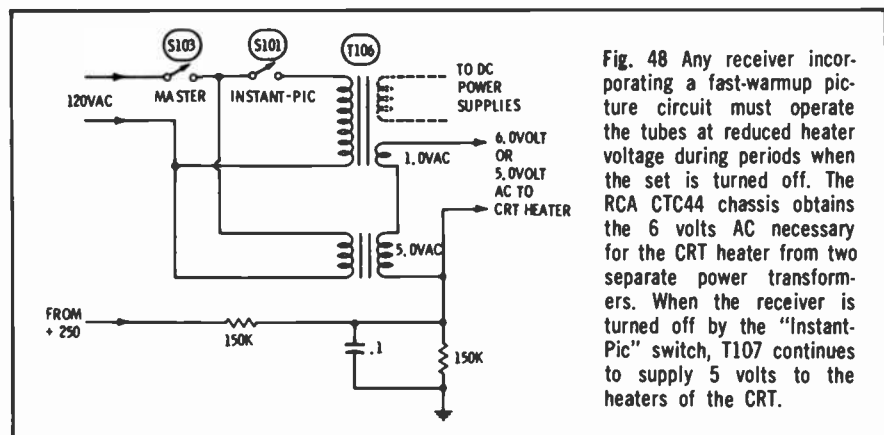 S103
S101
T106
120VAC
MASTER
INSTANT-PIC
TO DC
POWER
SUPPLIES
1.0VAC
6.0VOLT
OR
5.0VOLT
AC TO
CRT HEATER
5.0VAC
FROM
+ 250
150K
.1
150K
Fig. 48 Any receiver incor-
porating a fast-warmup pic-
ture circuit must operate
the tubes at reduced heater
voltage during periods when
the set is turned off. The
RCA CTC44 chassis obtains
the 6 volts AC necessary
for the CRT heater from two
separate power transform-
ers. When the receiver is
turned off by the "Instant-
Pic" switch, T107 continues
to supply 5 volts to the
heaters of the CRT.